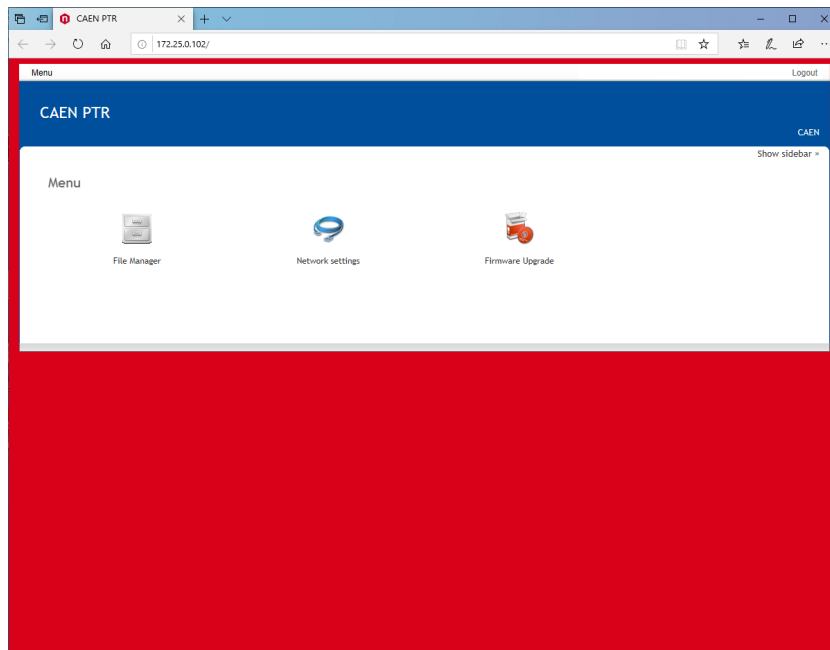 CAEN PTR
172.25.0.102/
Menu
Logout
CAEN PTR
CAEN
Show sidebar »
Menu
File Manager
Network settings
Firmware Upgrade